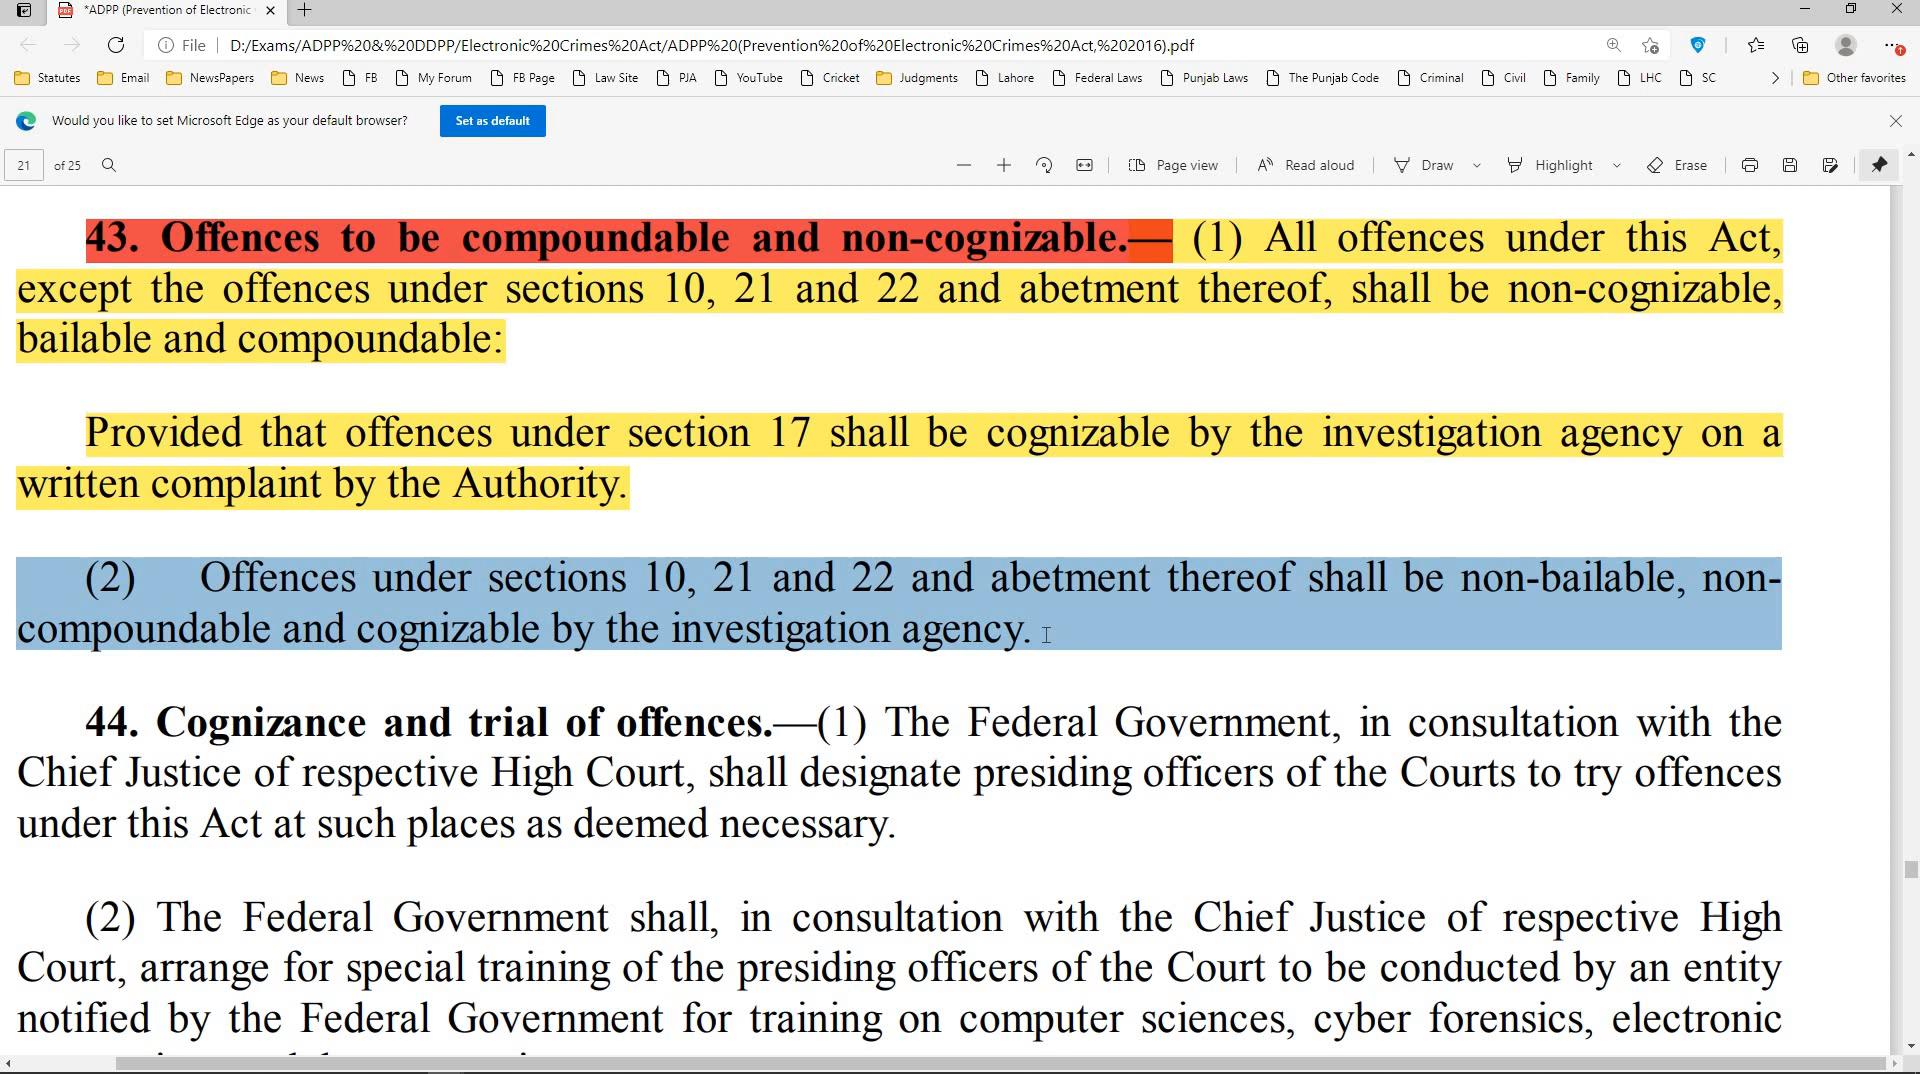 *ADPP (Prevention of Electronic
File D:/Exams/ADPP%20&%20DDPP/Electronic%20Crimes%20Act/ADPP%20(Prevention%20of%20Electronic%20Crimes%20Act,%202016).pdf
Statutes Email NewsPapers News FB My Forum FB Page Law Site PJA YouTube Cricket Judgments Lahore Federal Laws Punjab Laws The Punjab Code Criminal Civil Family LHC SC Other favorites
Would you like to set Microsoft Edge as your default browser? Set as default
21 of 25 Page view Read aloud Draw Highlight Erase
43. Offences to be compoundable and non-cognizable.— (1) All offences under this Act,
except the offences under sections 10, 21 and 22 and abetment thereof, shall be non-cognizable,
bailable and compoundable:
Provided that offences under section 17 shall be cognizable by the investigation agency on a
written complaint by the Authority.
(2) Offences under sections 10, 21 and 22 and abetment thereof shall be non-bailable, non-
compoundable and cognizable by the investigation agency.
44. Cognizance and trial of offences.—(1) The Federal Government, in consultation with the
Chief Justice of respective High Court, shall designate presiding officers of the Courts to try offences
under this Act at such places as deemed necessary.
(2) The Federal Government shall, in consultation with the Chief Justice of respective High
Court, arrange for special training of the presiding officers of the Court to be conducted by an entity
notified by the Federal Government for training on computer sciences, cyber forensics, electronic